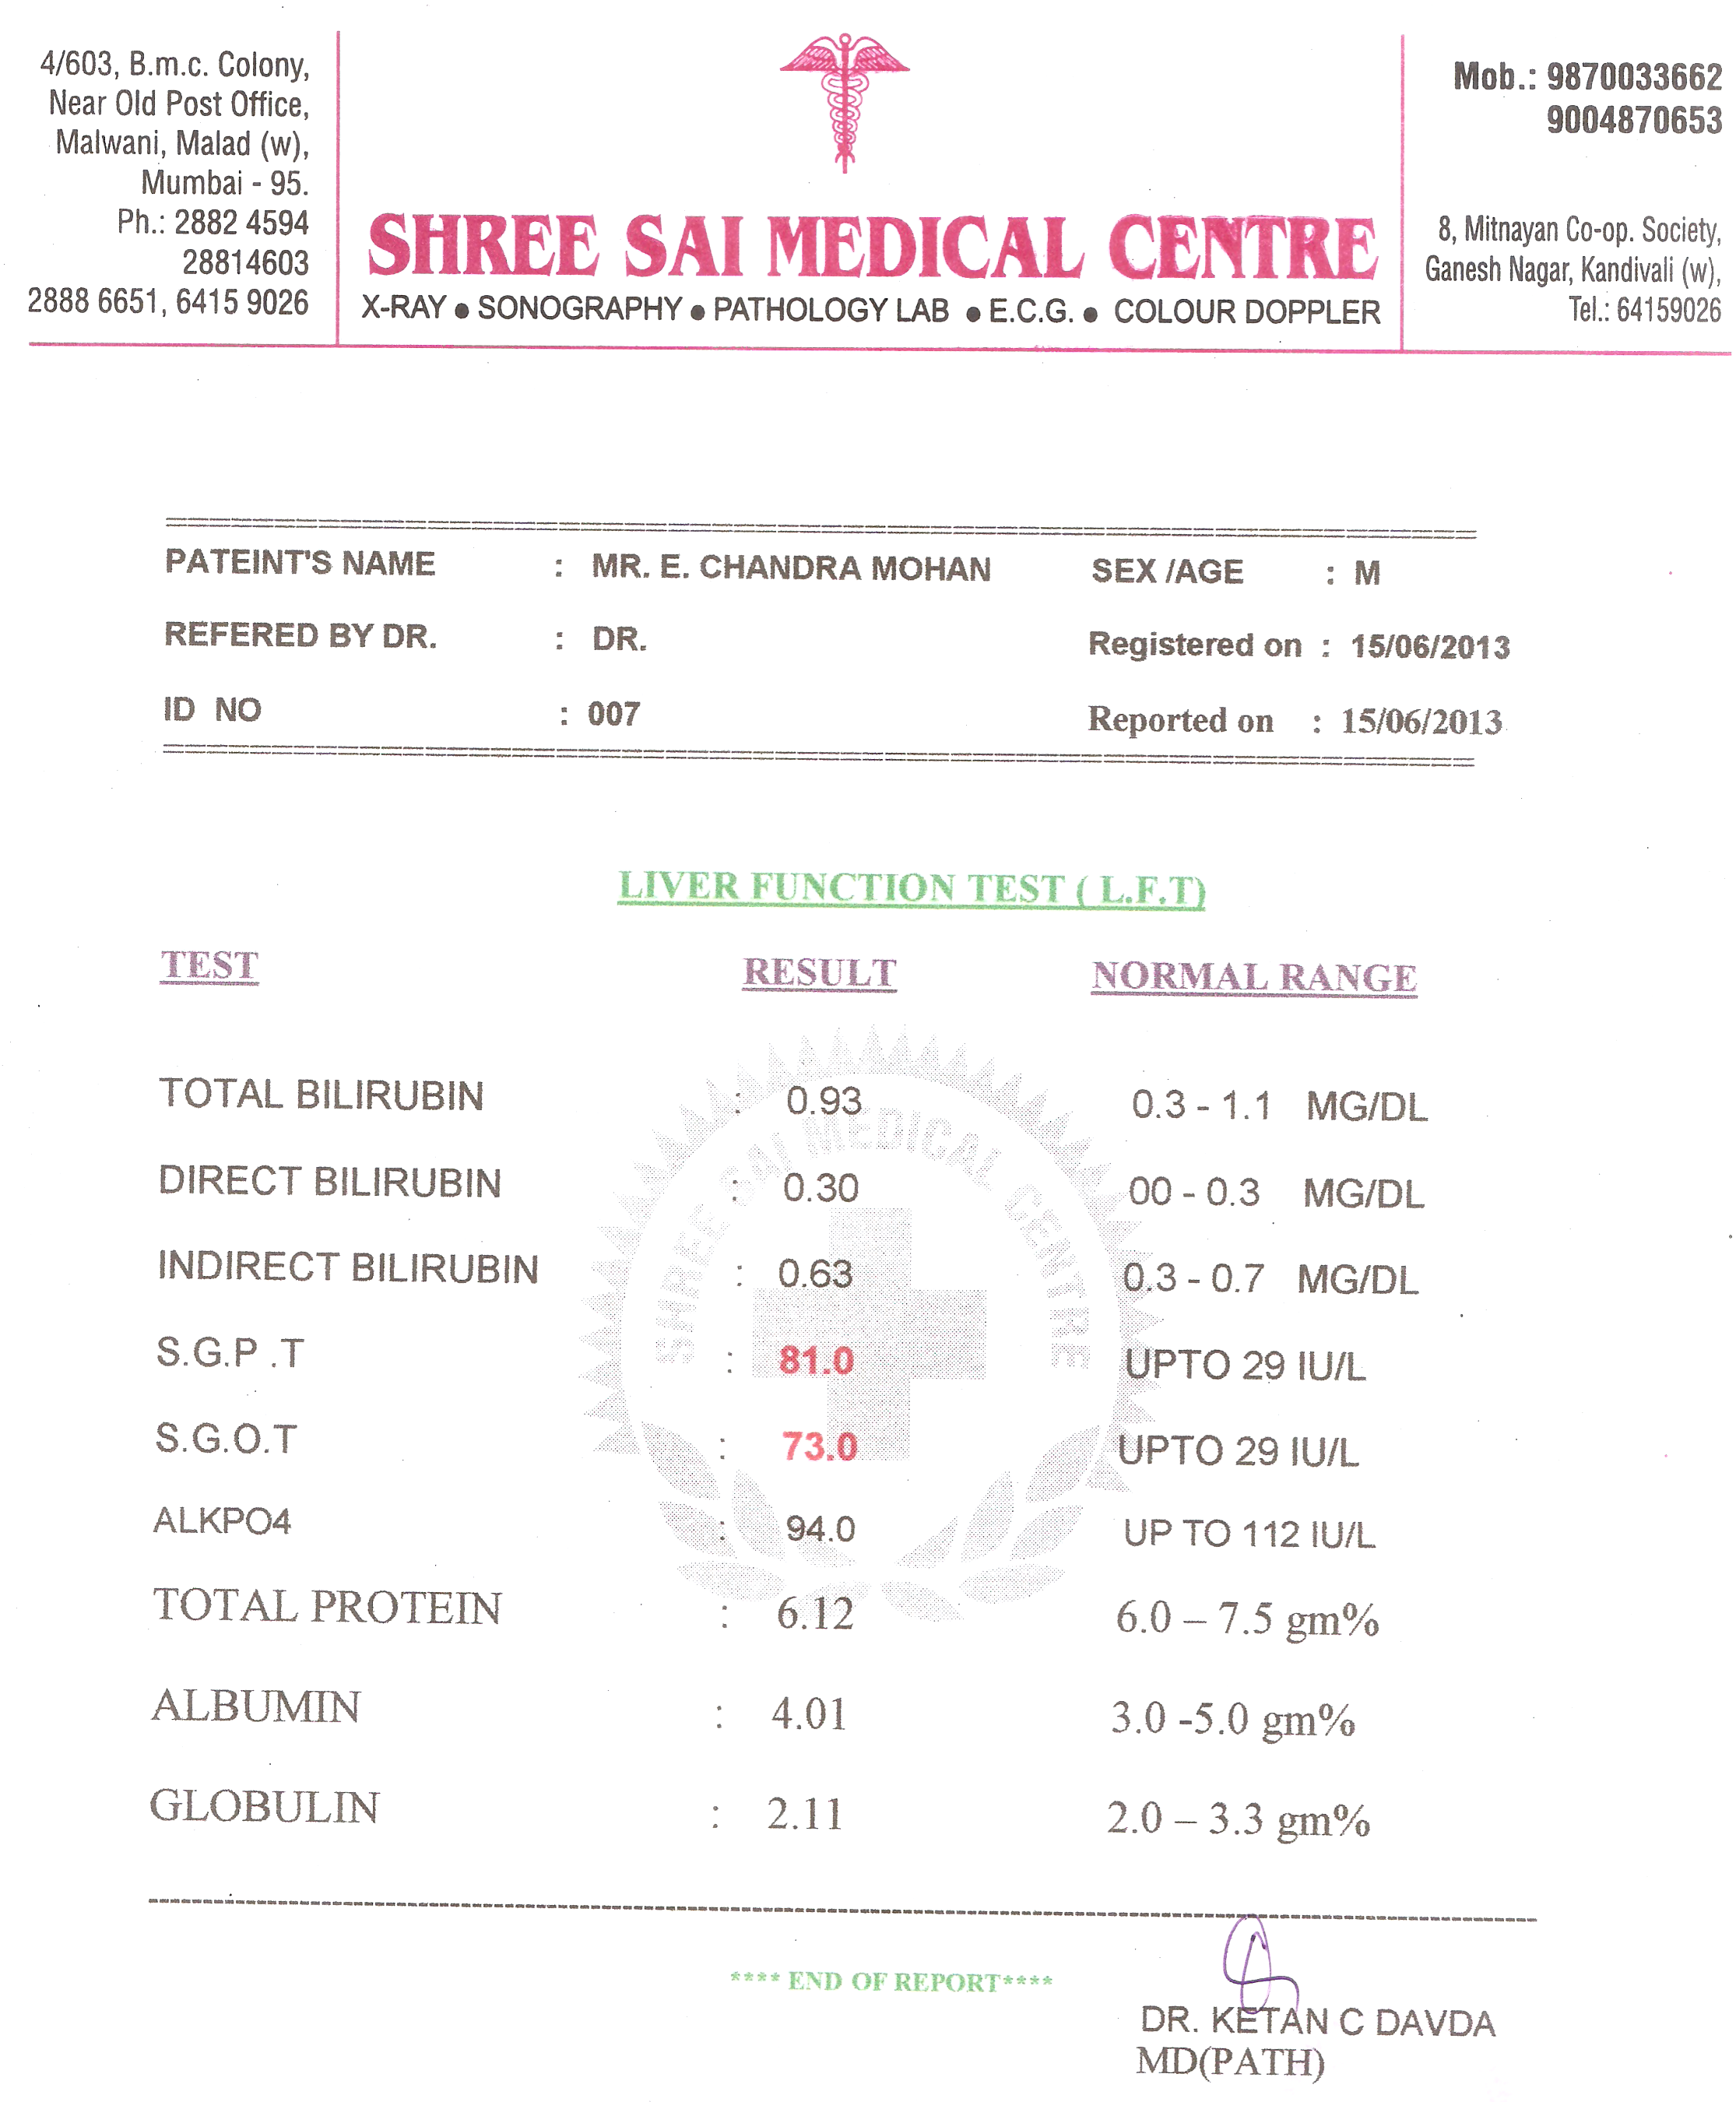 4/603, B.m.c. Colony,
Near Old Post Office,
Malwani, Malad (w),
Mumbai - 95.
Ph.: 2882 4594
28814603
2888 6651, 6415 9026
SHREE SAI MEDICAL CENTRE
X-RAY ● SONOGRAPHY ● PATHOLOGY LAB ● E.C.G. ● COLOUR DOPPLER
Mob.: 9870033662
9004870653
8, Mitnayan Co-op. Society,
Ganesh Nagar, Kandivali (w),
Tel.: 64159026
PATEINT'S NAME : MR. E. CHANDRA MOHAN SEX /AGE : M
REFERED BY DR. : DR. Registered on : 15/06/2013
ID NO : 007 Reported on : 15/06/2013
LIVER FUNCTION TEST ( L.F.T)
TEST RESULT NORMAL RANGE
TOTAL BILIRUBIN : 0.93 0.3 - 1.1 MG/DL
DIRECT BILIRUBIN : 0.30 00 - 0.3 MG/DL
INDIRECT BILIRUBIN : 0.63 0.3 - 0.7 MG/DL
S.G.P .T : 81.0 UPTO 29 IU/L
S.G.O.T : 73.0 UPTO 29 IU/L
ALKPO4 : 94.0 UP TO 112 IU/L
TOTAL PROTEIN : 6.12 6.0 – 7.5 gm%
ALBUMIN : 4.01 3.0 -5.0 gm%
GLOBULIN : 2.11 2.0 – 3.3 gm%
SHREE SAI MEDICAL CENTRE
**** END OF REPORT****
DR. KETAN C DAVDA
MD(PATH)